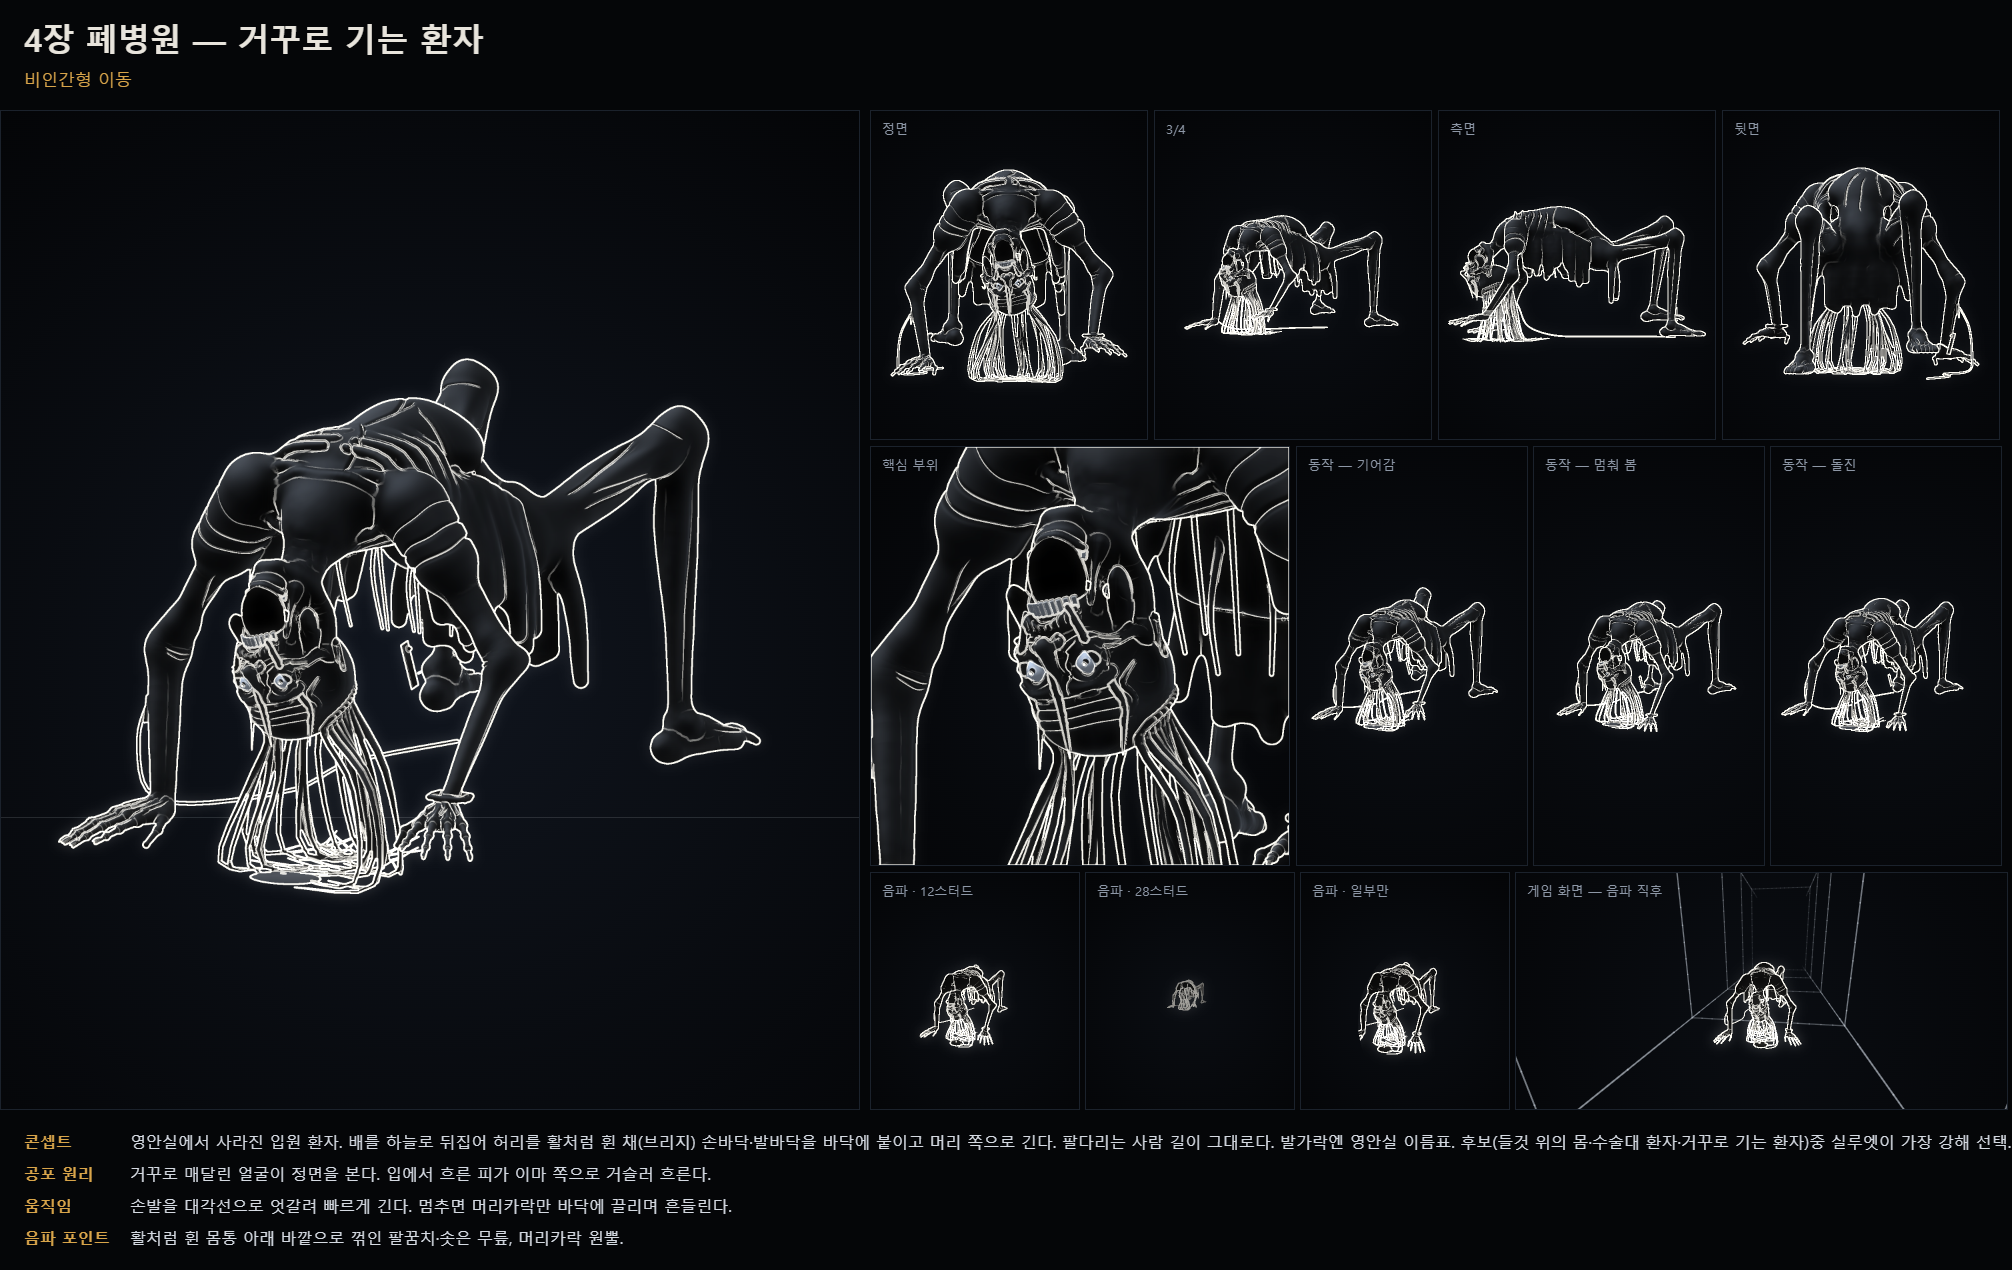 4장 폐병원 — 거꾸로 기는 환자
비인간형 이동
정면
3/4
측면
뒷면
핵심 부위
동작 — 기어감
동작 — 멈춰 봄
동작 — 돌진
음파 · 12스터드
음파 · 28스터드
음파 · 일부만
게임 화면 — 음파 직후
콘셉트 영안실에서 사라진 입원 환자. 배를 하늘로 뒤집어 허리를 활처럼 휜 채(브리지) 손바닥·발바닥을 바닥에 붙이고 머리 쪽으로 긴다. 팔다리는 사람 길이 그대로다. 발가락엔 영안실 이름표. 후보(들것 위의 몸·수술대 환자·거꾸로 기는 환자)중 실루엣이 가장 강해 선택.
공포 원리 거꾸로 매달린 얼굴이 정면을 본다. 입에서 흐른 피가 이마 쪽으로 거슬러 흐른다.
움직임 손발을 대각선으로 엇갈려 빠르게 긴다. 멈추면 머리카락만 바닥에 끌리며 흔들린다.
음파 포인트 활처럼 휜 몸통 아래 바깥으로 꺾인 팔꿈치·솟은 무릎, 머리카락 원뿔.